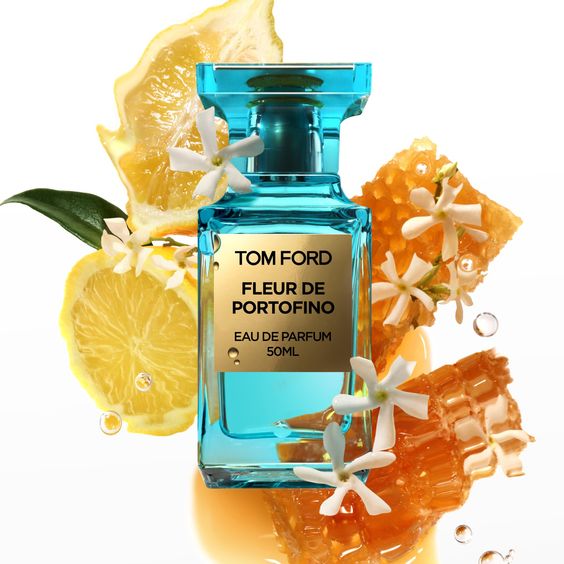 TOM FORD
FLEUR DE
PORTOFINO
EAU DE PARFUM
50ML